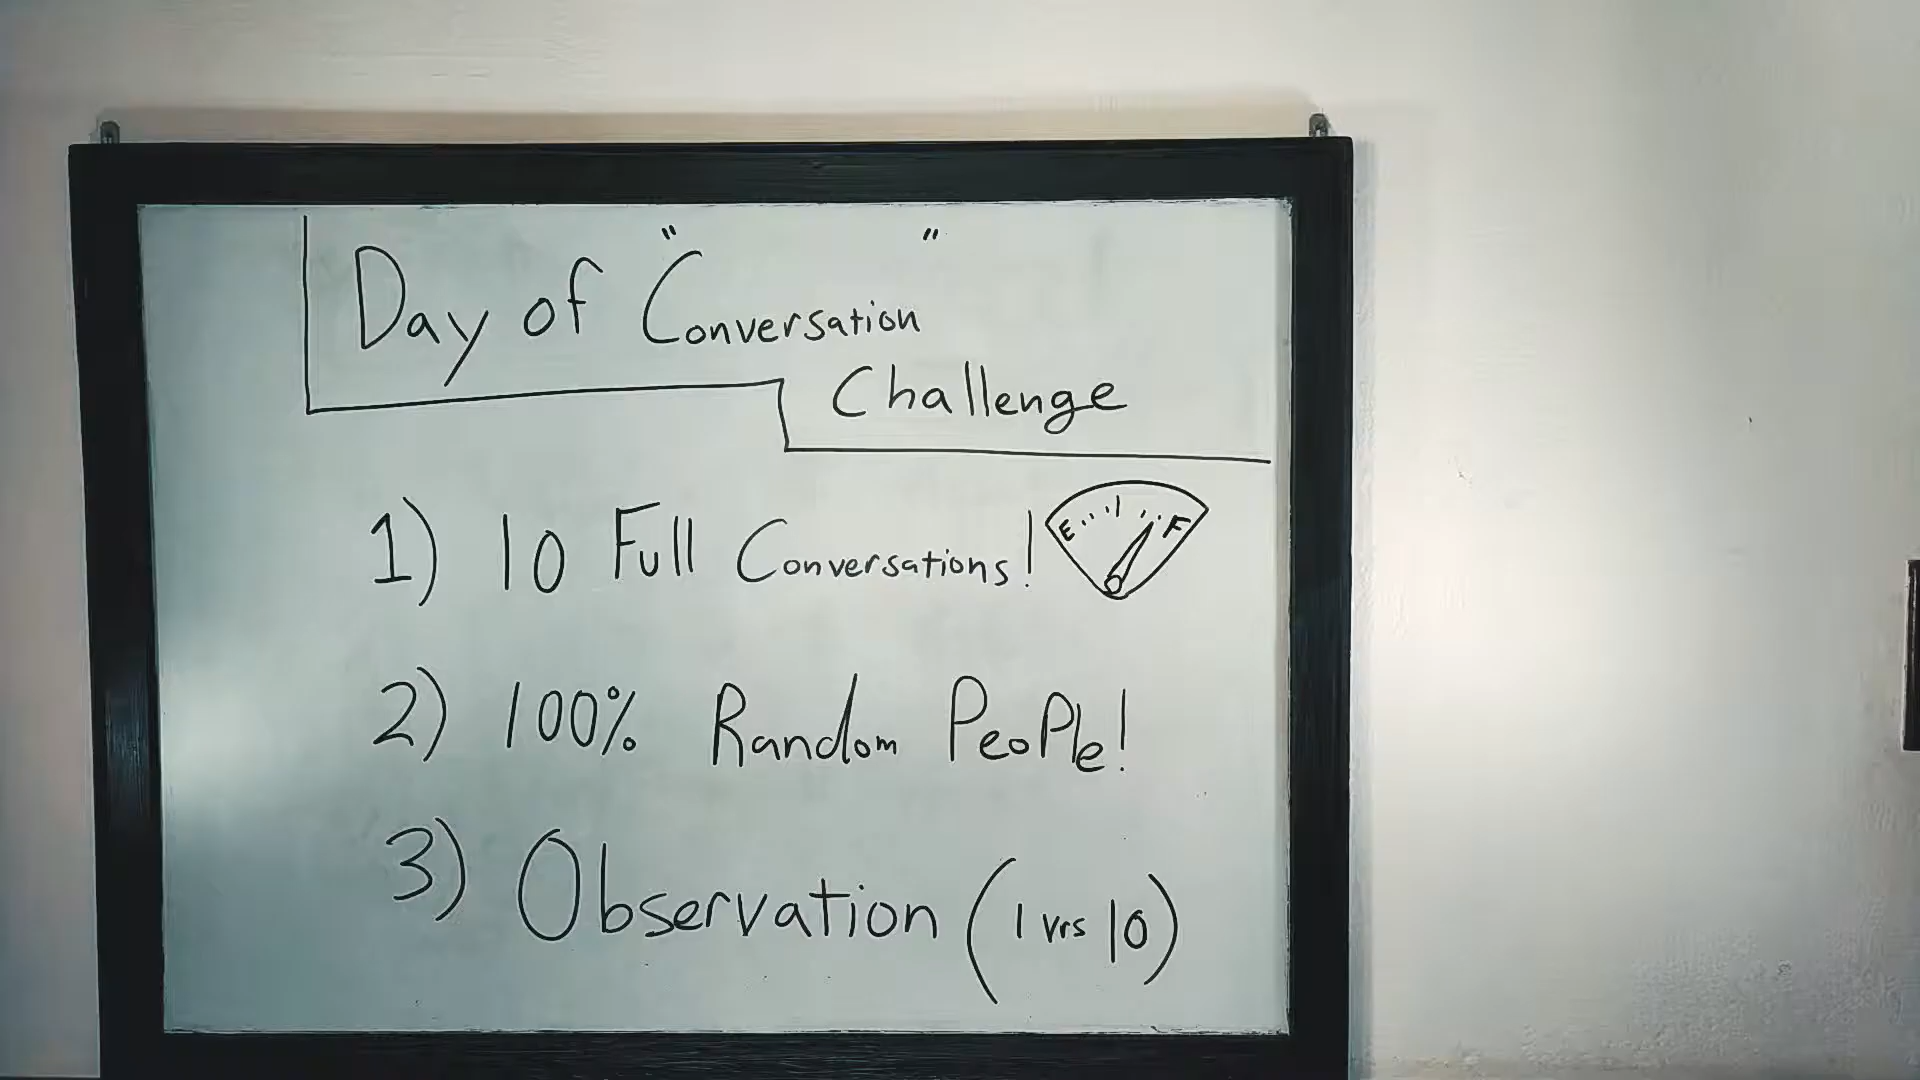 Day of "Conversation"
Challenge
1) 10 Full Conversations!
E F
2) 100% Random PeoPle!
3) Observation (1 vrs 10)